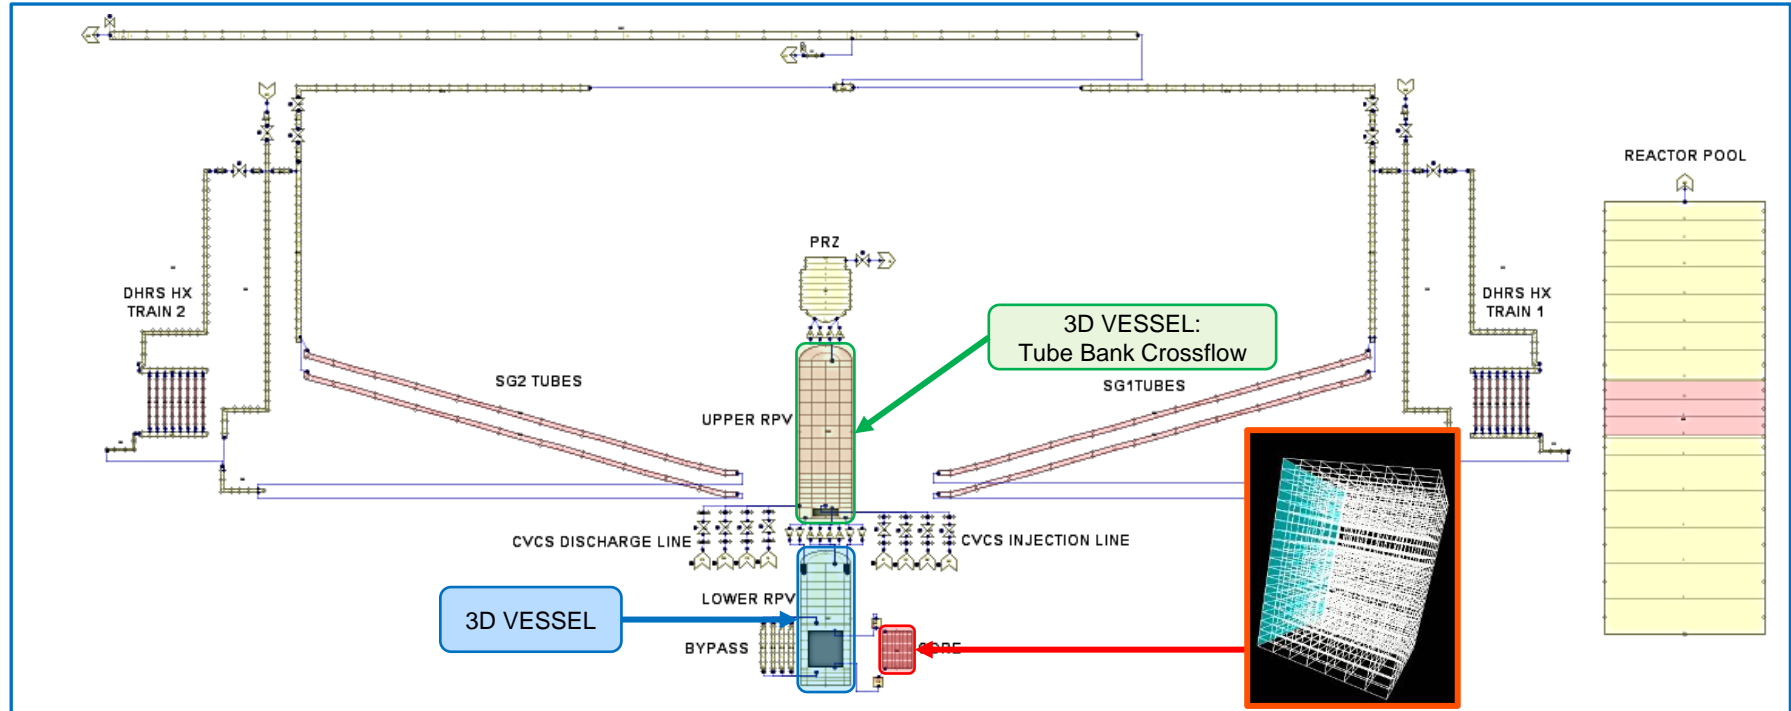 REACTOR POOL
PRZ
DHRS HX
TRAIN 2
DHRS HX
TRAIN 1
3D VESSEL:
Tube Bank Crossflow
SG2 TUBES
SG1TUBES
UPPER RPV
CVCS DISCHARGE LINE
CVCS INJECTION LINE
LOWER RPV
3D VESSEL
BYPASS
CORE